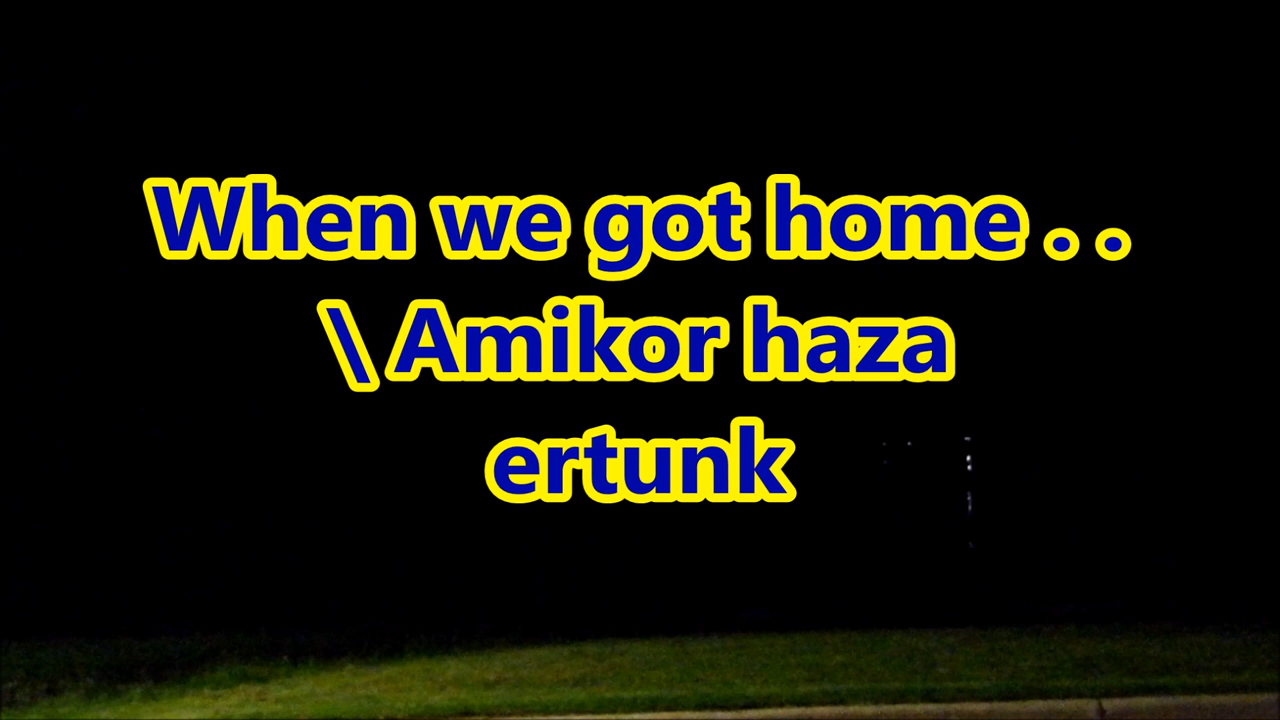 When we got home . .
\ Amikor haza
ertunk